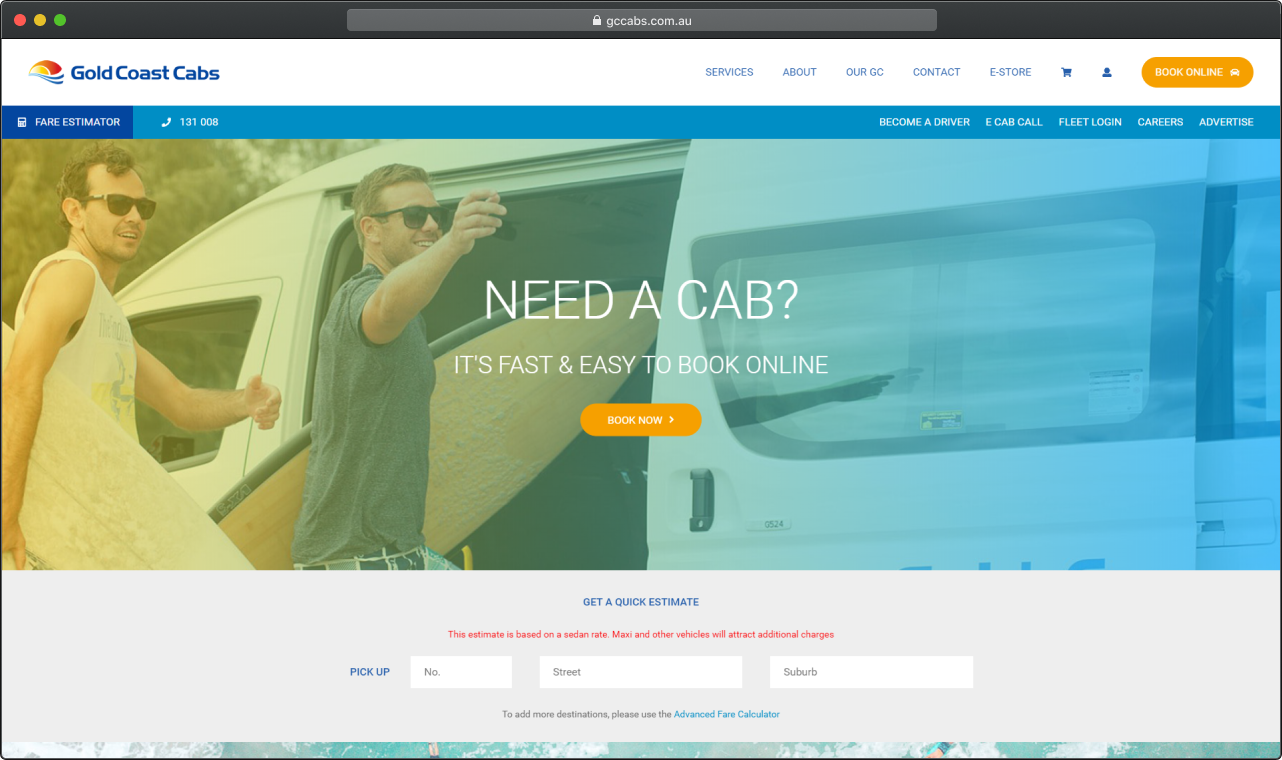 gccabs.com.au
Gold Coast Cabs
SERVICES ABOUT OUR GC CONTACT E-STORE BOOK ONLINE
FARE ESTIMATOR 131 008 BECOME A DRIVER E CAB CALL FLEET LOGIN CAREERS ADVERTISE
NEED A CAB?
IT'S FAST & EASY TO BOOK ONLINE
BOOK NOW
0524
GET A QUICK ESTIMATE
This estimate is based on a sedan rate. Maxi and other vehicles will attract additional charges
PICK UP No. Street Suburb
To add more destinations, please use the Advanced Fare Calculator